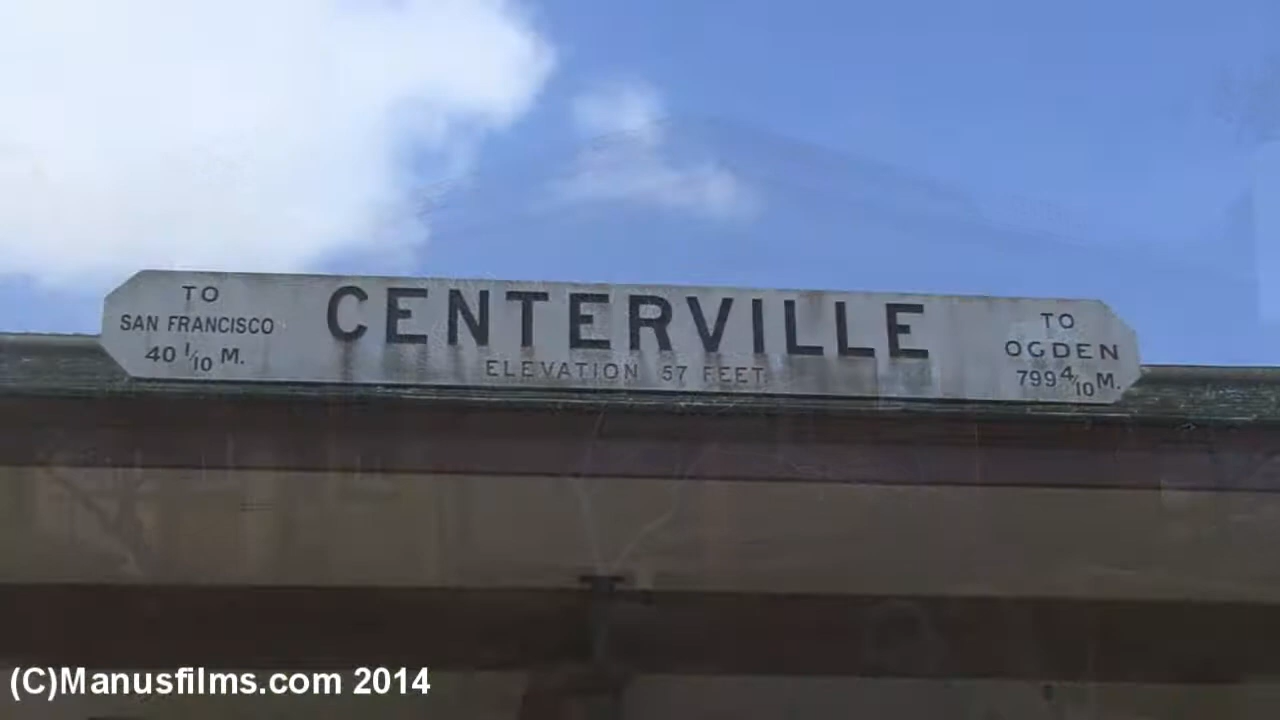 TO
SAN FRANCISCO
40 1/10 M.
CENTERVILLE
ELEVATION 57 FEET
TO
OGDEN
799 4/10 M.
(C)Manusfilms.com 2014